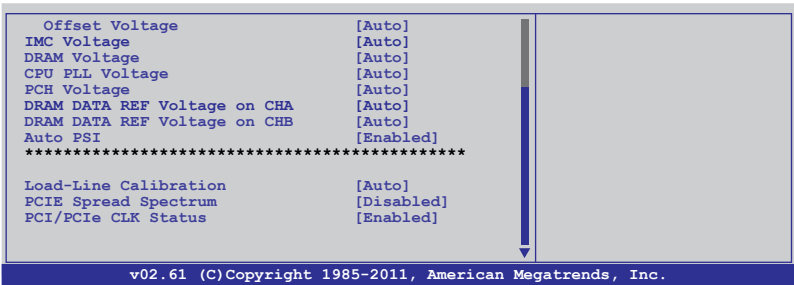 Offset Voltage [Auto]
IMC Voltage [Auto]
DRAM Voltage [Auto]
CPU PLL Voltage [Auto]
PCH Voltage [Auto]
DRAM DATA REF Voltage on CHA [Auto]
DRAM DATA REF Voltage on CHB [Auto]
Auto PSI [Enabled]
**********************************************
Load-Line Calibration [Auto]
PCIE Spread Spectrum [Disabled]
PCI/PCIe CLK Status [Enabled]
v02.61 (C)Copyright 1985-2011, American Megatrends, Inc.